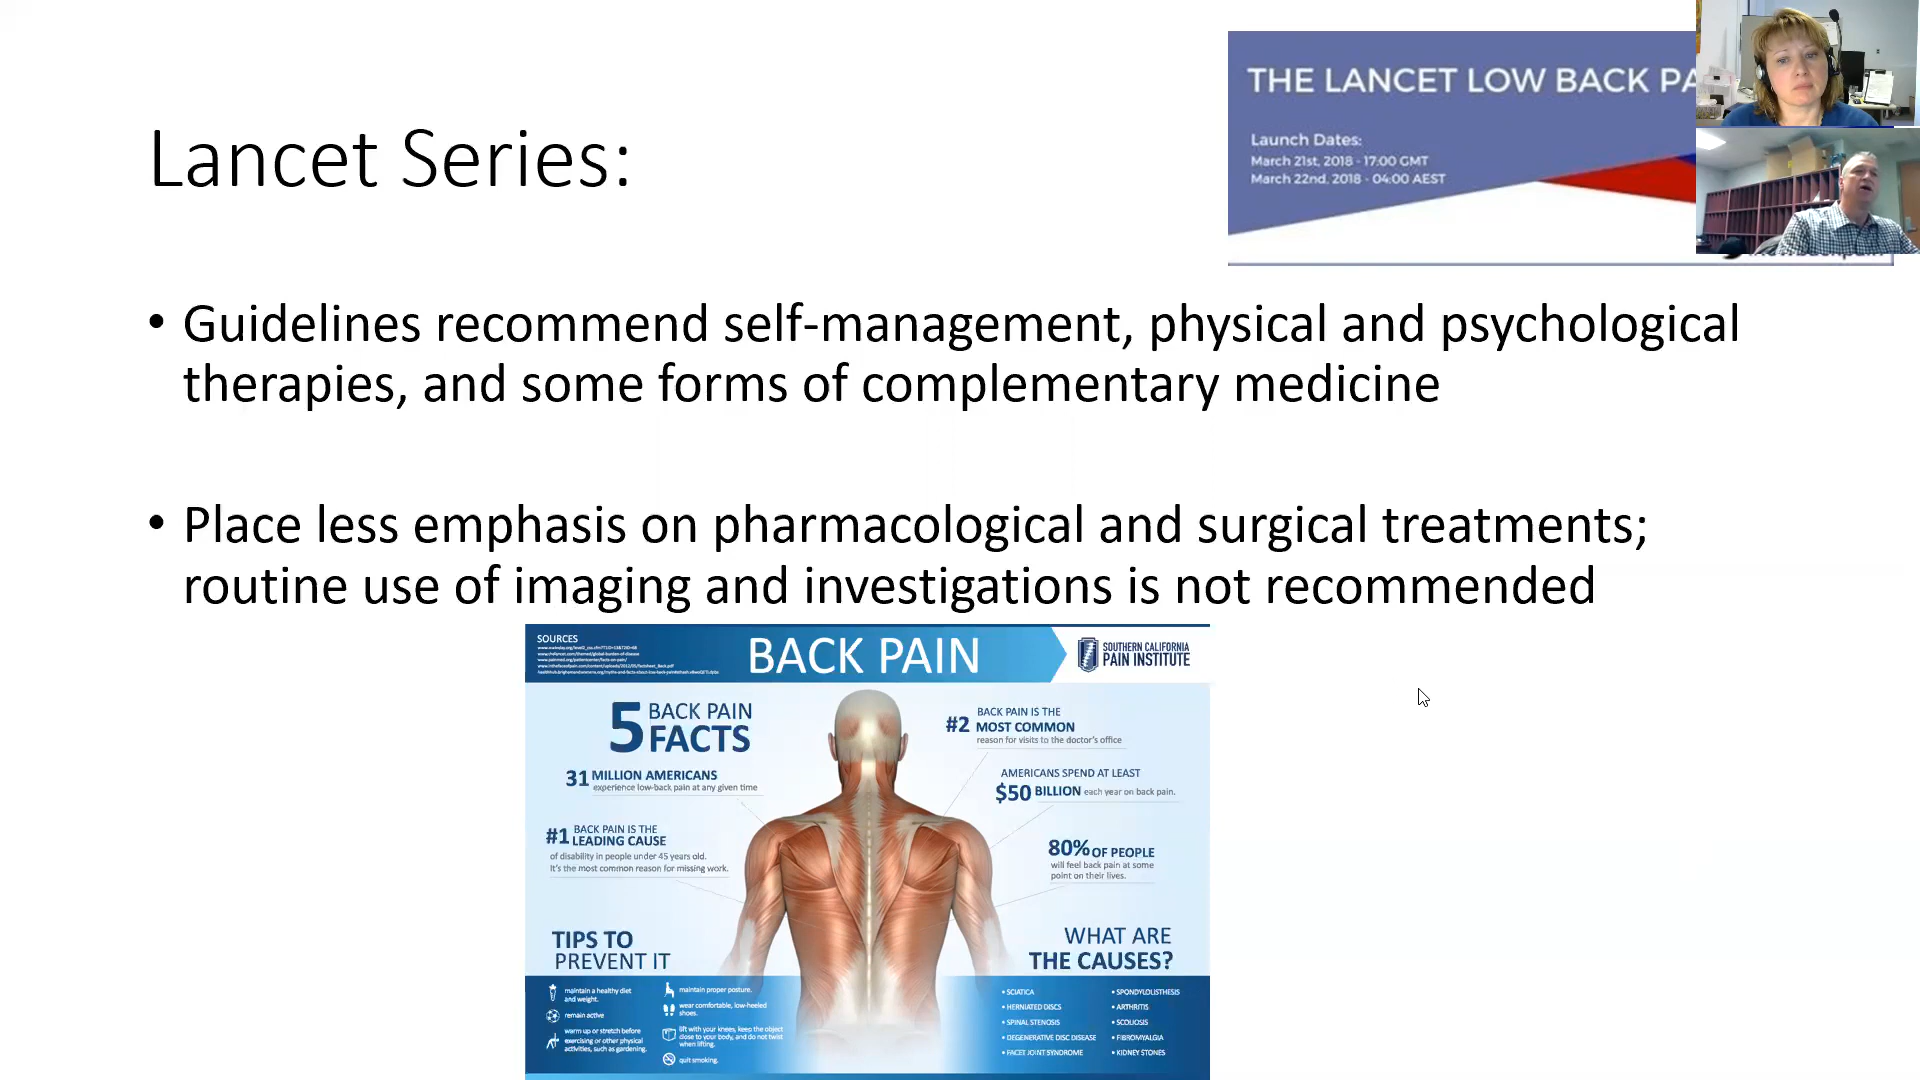 THE LANCET LOW BACK PA
Launch Dates:
March 21st, 2018 - 17:00 GMT
March 22nd, 2018 - 04:00 AEST
Lancet Series:
• Guidelines recommend self-management, physical and psychological
therapies, and some forms of complementary medicine
• Place less emphasis on pharmacological and surgical treatments;
routine use of imaging and investigations is not recommended
SOURCES
BACK PAIN
SOUTHERN CALIFORNIA
PAIN INSTITUTE
5 BACK PAIN
FACTS
31 MILLION AMERICANS
experience low-back pain at any given time
#1 BACK PAIN IS THE
LEADING CAUSE
of disability in people under 45 years old.
It's the most common reason for missing work.
#2 BACK PAIN IS THE
MOST COMMON
reason for visits to the doctor's office
AMERICANS SPEND AT LEAST
$50 BILLION each year on back pain.
80% OF PEOPLE
will feel back pain at some
point on their lives.
TIPS TO
PREVENT IT
maintain a healthy diet
and weight.
remain active
warm up or stretch before
exercising or other physical
activities, such as gardening.
maintain proper posture.
wear comfortable, low-heeled
shoes.
lift with your knees, keep the object
close to your body, and do not twist
when lifting.
quit smoking.
WHAT ARE
THE CAUSES?
• SCIATICA
• HERNIATED DISCS
• SPINAL STENOSIS
• DEGENERATIVE DISC DISEASE
• FACET JOINT SYNDROME
• SPONDYLOLISTHESIS
• ARTHRITIS
• SCOLIOSIS
• FIBROMYALGIA
• KIDNEY STONES